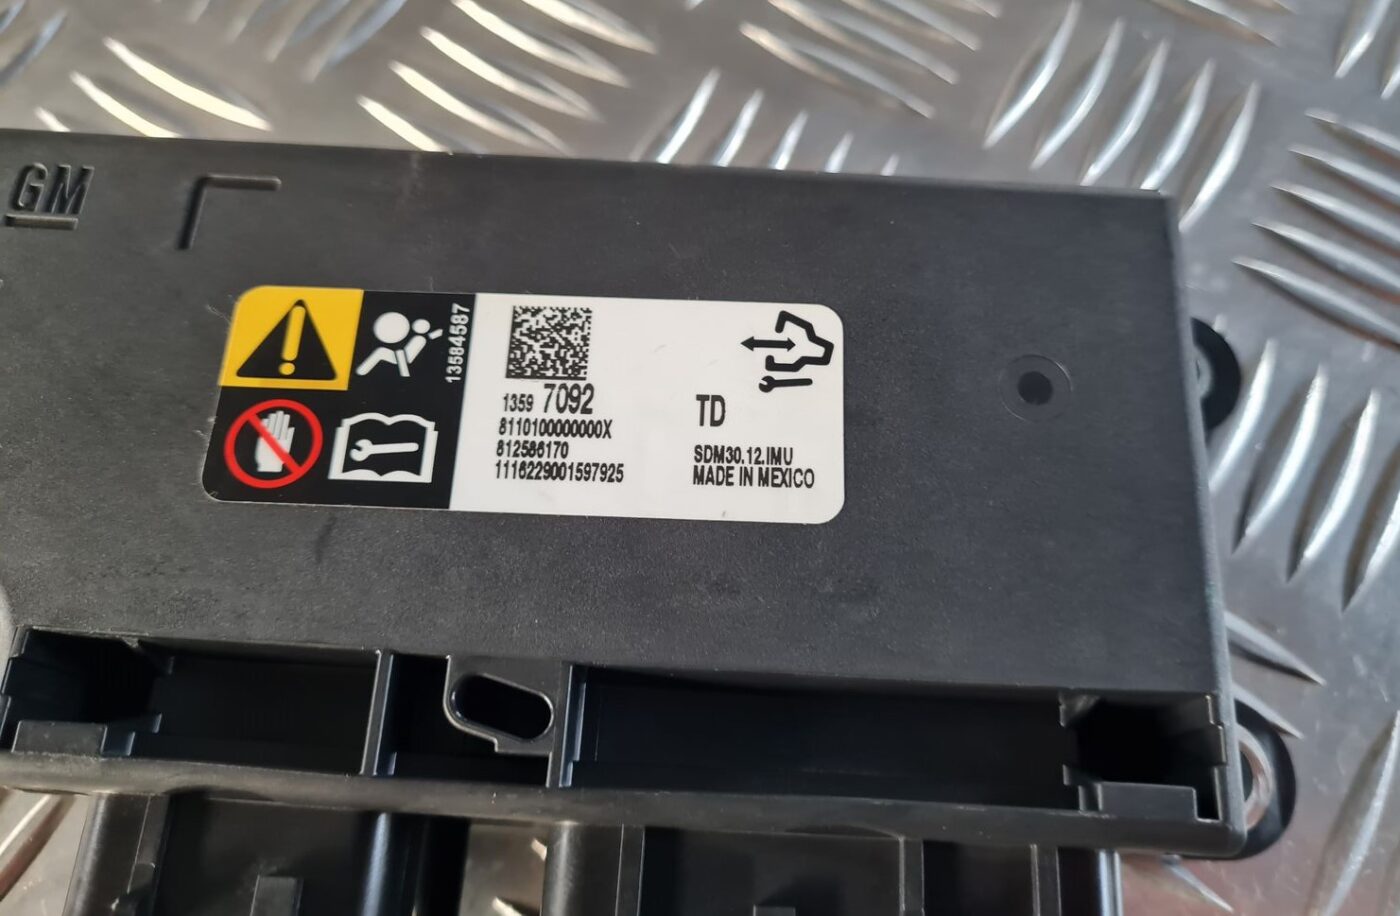 GM
13584587
1359 7092
8110100000000X
812586170
1116229001597925
TD
SDM30.12.IMU
MADE IN MEXICO